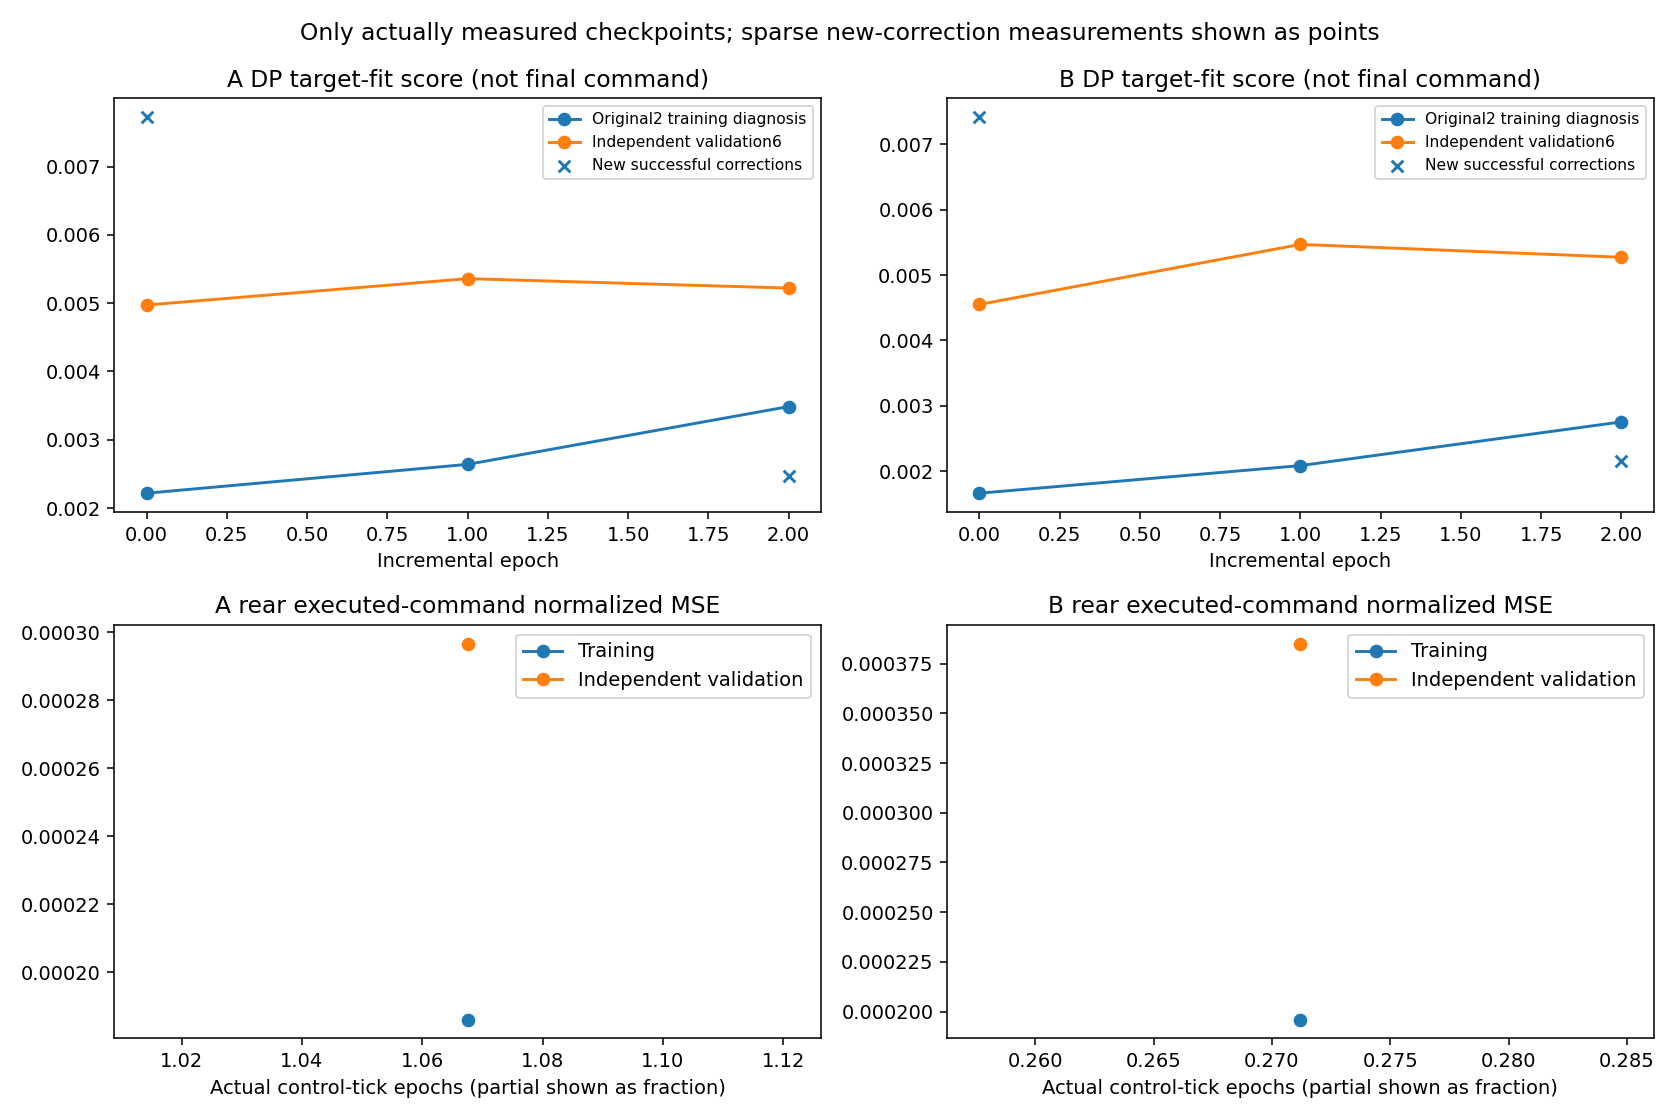 Only actually measured checkpoints; sparse new-correction measurements shown as points
A DP target-fit score (not final command)
Original2 training diagnosis
Independent validation6
New successful corrections
0.007
0.006
0.005
0.004
0.003
0.002
0.00 0.25 0.50 0.75 1.00 1.25 1.50 1.75 2.00
Incremental epoch
B DP target-fit score (not final command)
Original2 training diagnosis
Independent validation6
New successful corrections
0.007
0.006
0.005
0.004
0.003
0.002
0.00 0.25 0.50 0.75 1.00 1.25 1.50 1.75 2.00
Incremental epoch
A rear executed-command normalized MSE
Training
Independent validation
0.00030
0.00028
0.00026
0.00024
0.00022
0.00020
1.02 1.04 1.06 1.08 1.10 1.12
Actual control-tick epochs (partial shown as fraction)
B rear executed-command normalized MSE
Training
Independent validation
0.000375
0.000350
0.000325
0.000300
0.000275
0.000250
0.000225
0.000200
0.260 0.265 0.270 0.275 0.280 0.285
Actual control-tick epochs (partial shown as fraction)